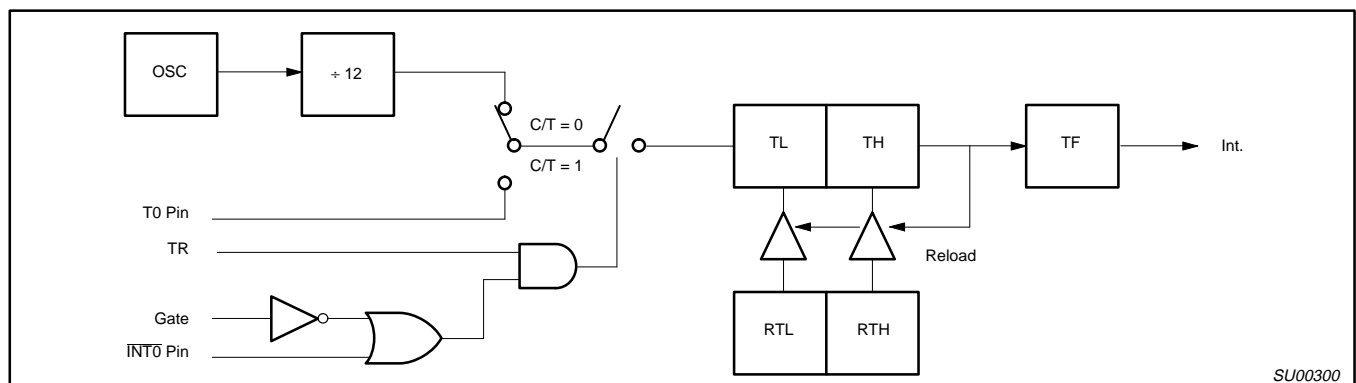 OSC
÷ 12
C/T = 0
C/T = 1
TL
TH
TF
Int.
T0 Pin
TR
Reload
Gate
INT0 Pin
RTL
RTH
SU00300